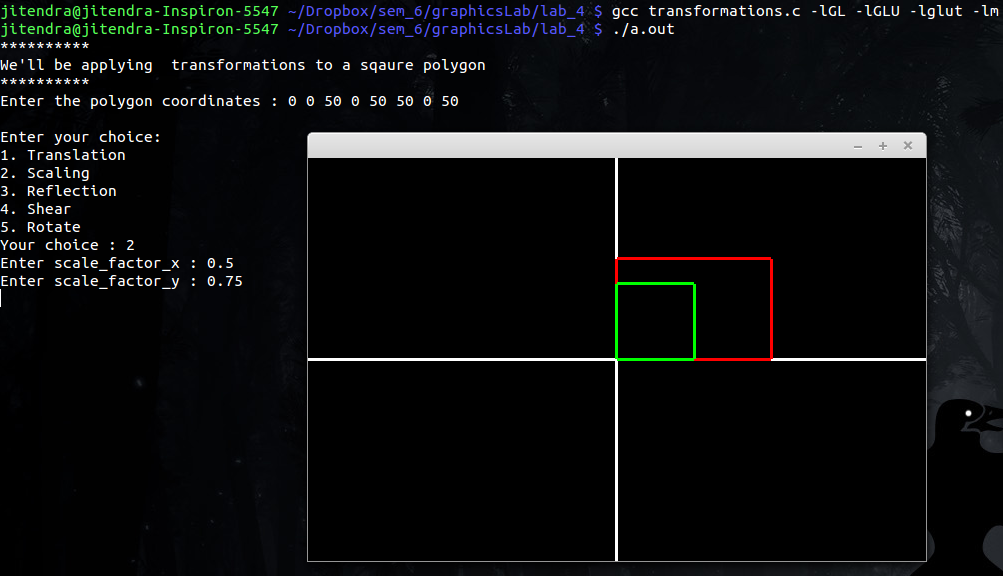 jitendra@jitendra-Inspiron-5547 ~/Dropbox/sem_6/graphicsLab/lab_4 $ gcc transformations.c -lGL -lGLU -lglut -lm
jitendra@jitendra-Inspiron-5547 ~/Dropbox/sem_6/graphicsLab/lab_4 $ ./a.out
**********
We'll be applying  transformations to a sqaure polygon
**********
Enter the polygon coordinates : 0 0 50 0 50 50 0 50
Enter your choice:
1. Translation
2. Scaling
3. Reflection
4. Shear
5. Rotate
Your choice : 2
Enter scale_factor_x : 0.5
Enter scale_factor_y : 0.75